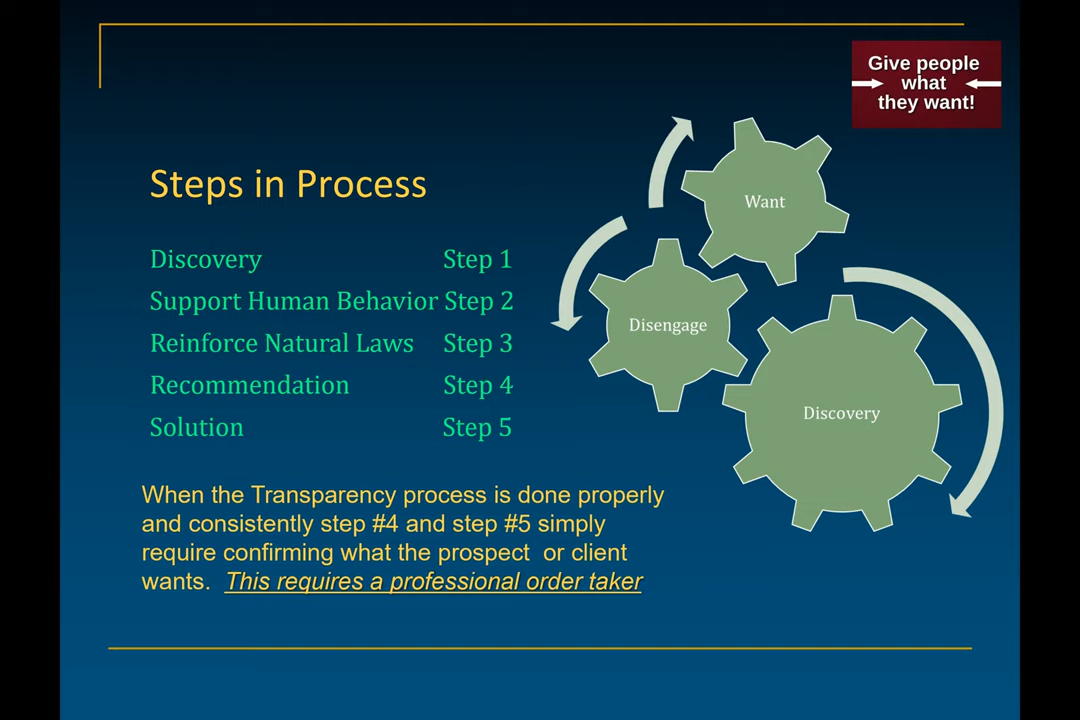 Give people
what
they want!
Steps in Process
Discovery Step 1
Support Human Behavior Step 2
Reinforce Natural Laws Step 3
Recommendation Step 4
Solution Step 5
When the Transparency process is done properly
and consistently step #4 and step #5 simply
require confirming what the prospect or client
wants. This requires a professional order taker
Want
Disengage
Discovery